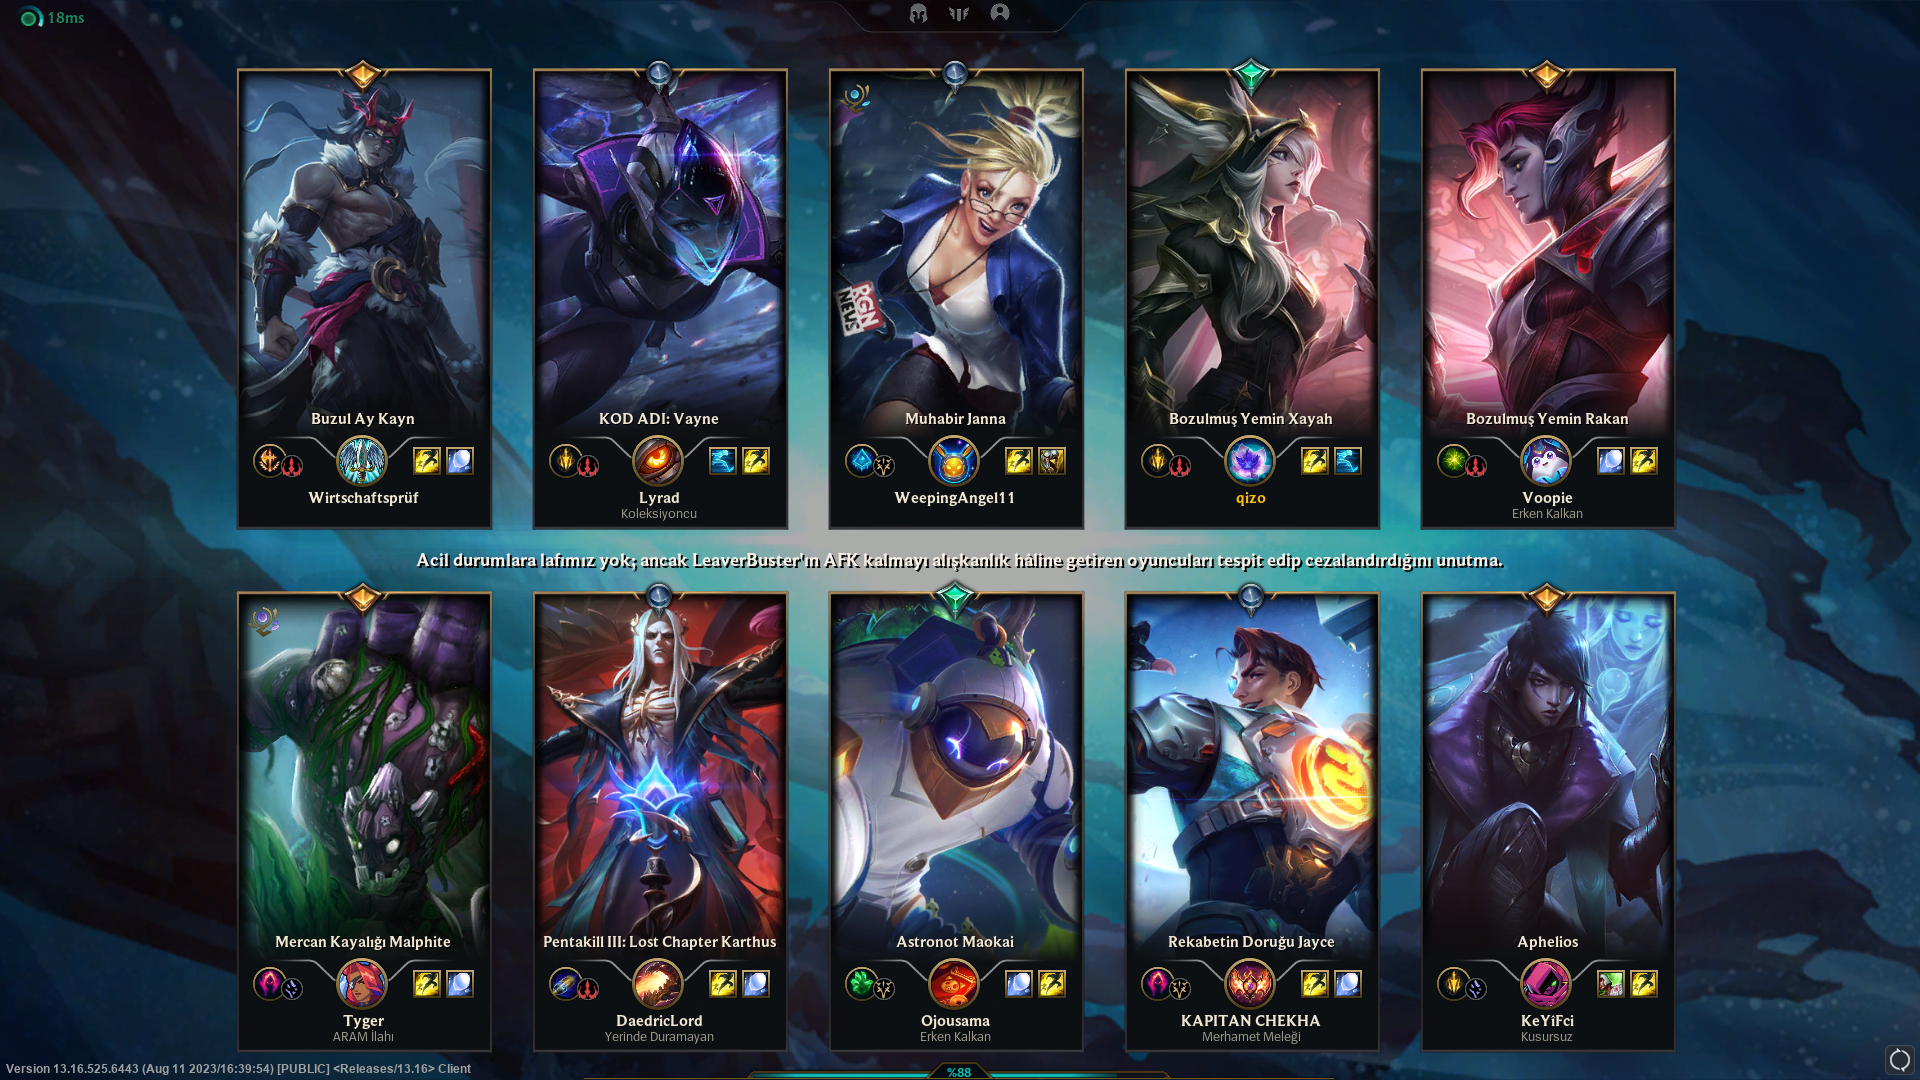 18ms
RGN
NEWS
Buzul Ay Kayn
KOD ADI: Vayne
Muhabir Janna
Bozulmuş Yemin Xayah
Bozulmuş Yemin Rakan
Wirtschaftsprüf
Lyrad
Koleksiyoncu
WeepingAngel11
qizo
Voopie
Erken Kalkan
Acil durumlara lafımız yok; ancak LeaverBuster'ın AFK kalmayı alışkanlık hâline getiren oyuncuları tespit edip cezalandırdığını unutma.
Mercan Kayalığı Malphite
Pentakill III: Lost Chapter Karthus
Astronot Maokai
Rekabetin Doruğu Jayce
Aphelios
Tyger
ARAM İlahı
DaedricLord
Yerinde Duramayan
Ojousama
Erken Kalkan
KAPITAN CHEKHA
Merhamet Meleği
KeYiFci
Kusursuz
Version 13.16.525.6443 (Aug 11 2023/16:39:54) [PUBLIC] <Releases/13.16> Client
%88